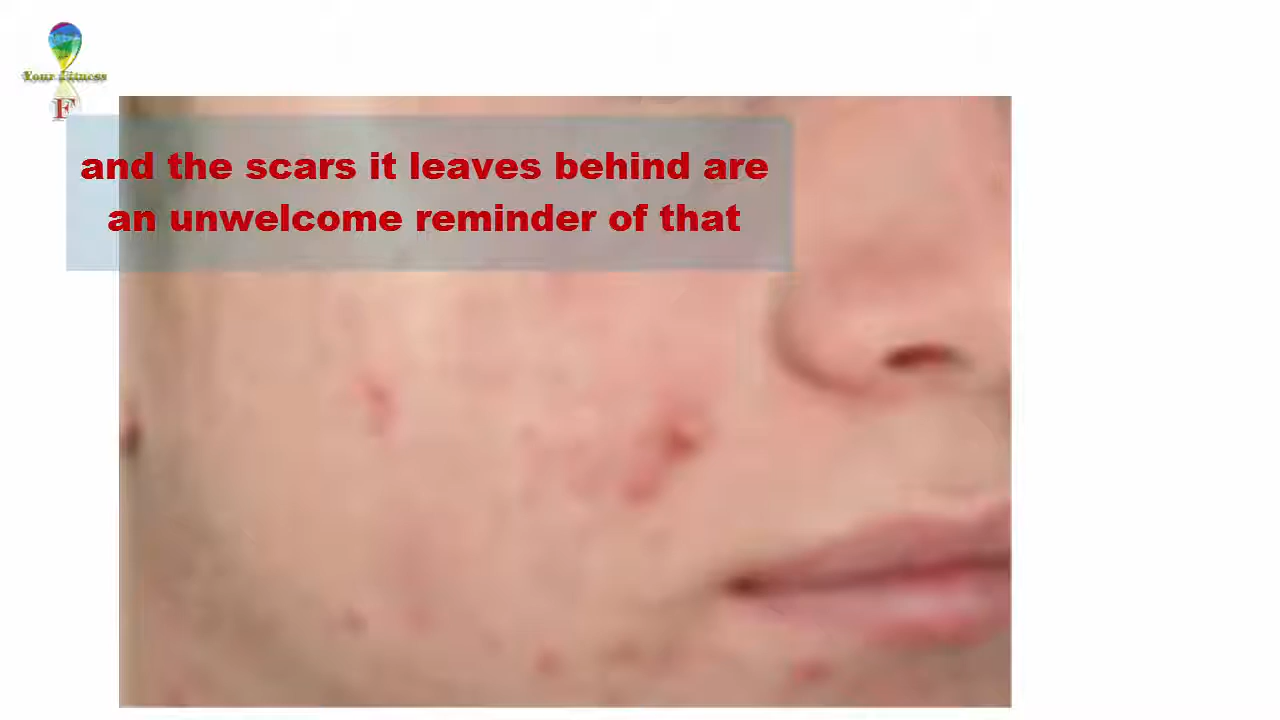 Your Fitness
F
and the scars it leaves behind are
an unwelcome reminder of that